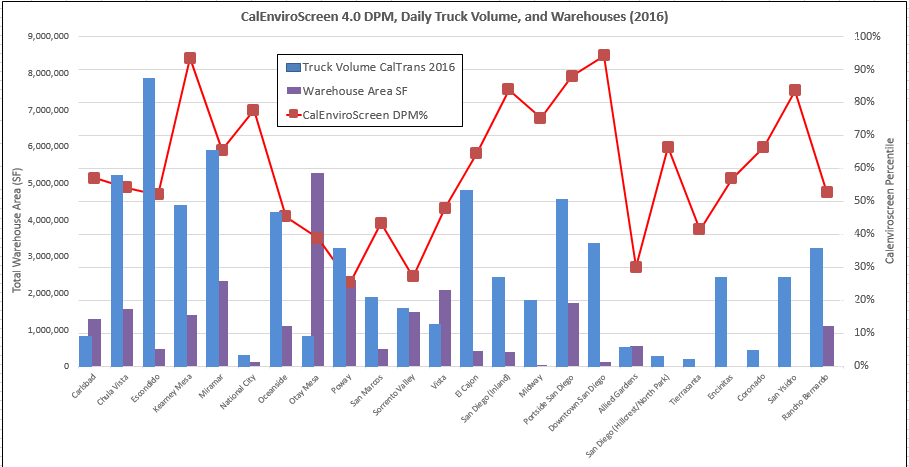 CalEnviroScreen 4.0 DPM, Daily Truck Volume, and Warehouses (2016)
Truck Volume CalTrans 2016
Warehouse Area SF
CalEnviroScreen DPM%
Total Warehouse Area (SF)
9,000,000
8,000,000
7,000,000
6,000,000
5,000,000
4,000,000
3,000,000
2,000,000
1,000,000
0
Calenviroscreen Percentile
100%
90%
80%
70%
60%
50%
40%
30%
20%
10%
0%
Carlsbad
Chula Vista
Escondido
Kearney Mesa
Miramar
National City
Oceanside
Otay Mesa
Poway
San Marcos
Sorrento Valley
Vista
El Cajon
San Diego (Inland)
Midway
Portside San Diego
Downtown San Diego
Allied Gardens
San Diego (Hillcrest/North Park)
Tierrasanta
Encinitas
Coronado
San Ysidro
Rancho Bernardo